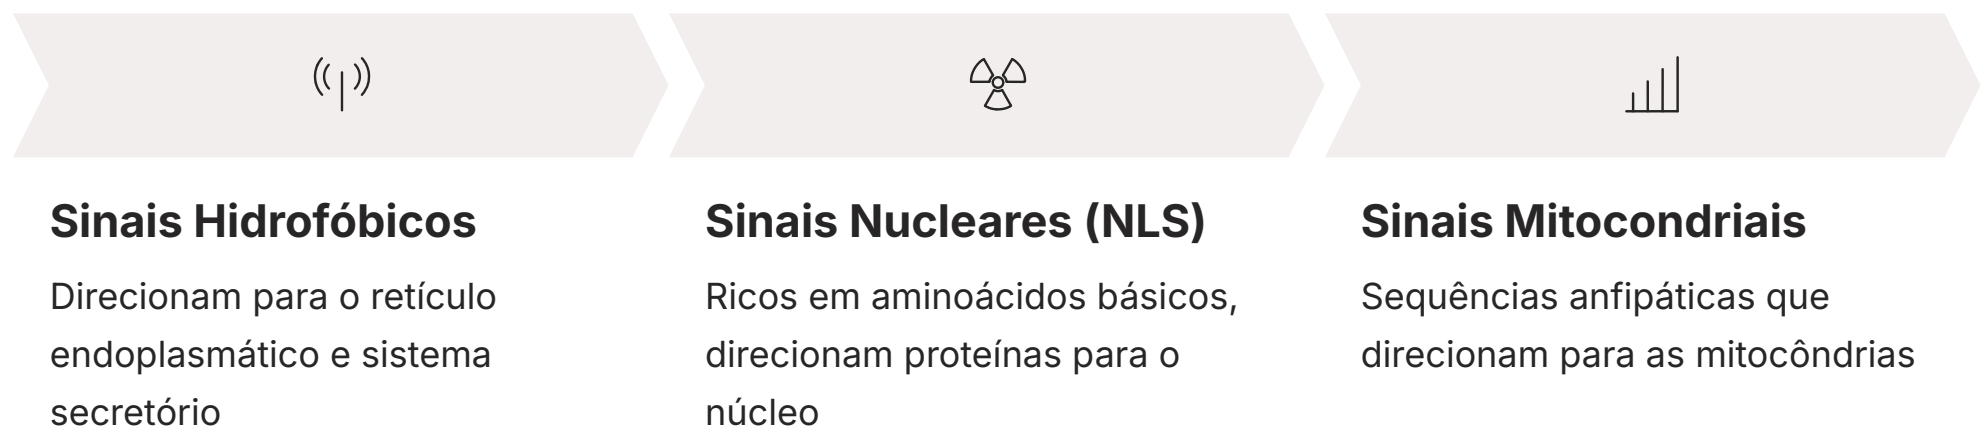 Sinais Hidrofóbicos
Direcionam para o retículo
endoplasmático e sistema
secretório
Sinais Nucleares (NLS)
Ricos em aminoácidos básicos,
direcionam proteínas para o
núcleo
Sinais Mitocondriais
Sequências anfipáticas que
direcionam para as mitocôndrias